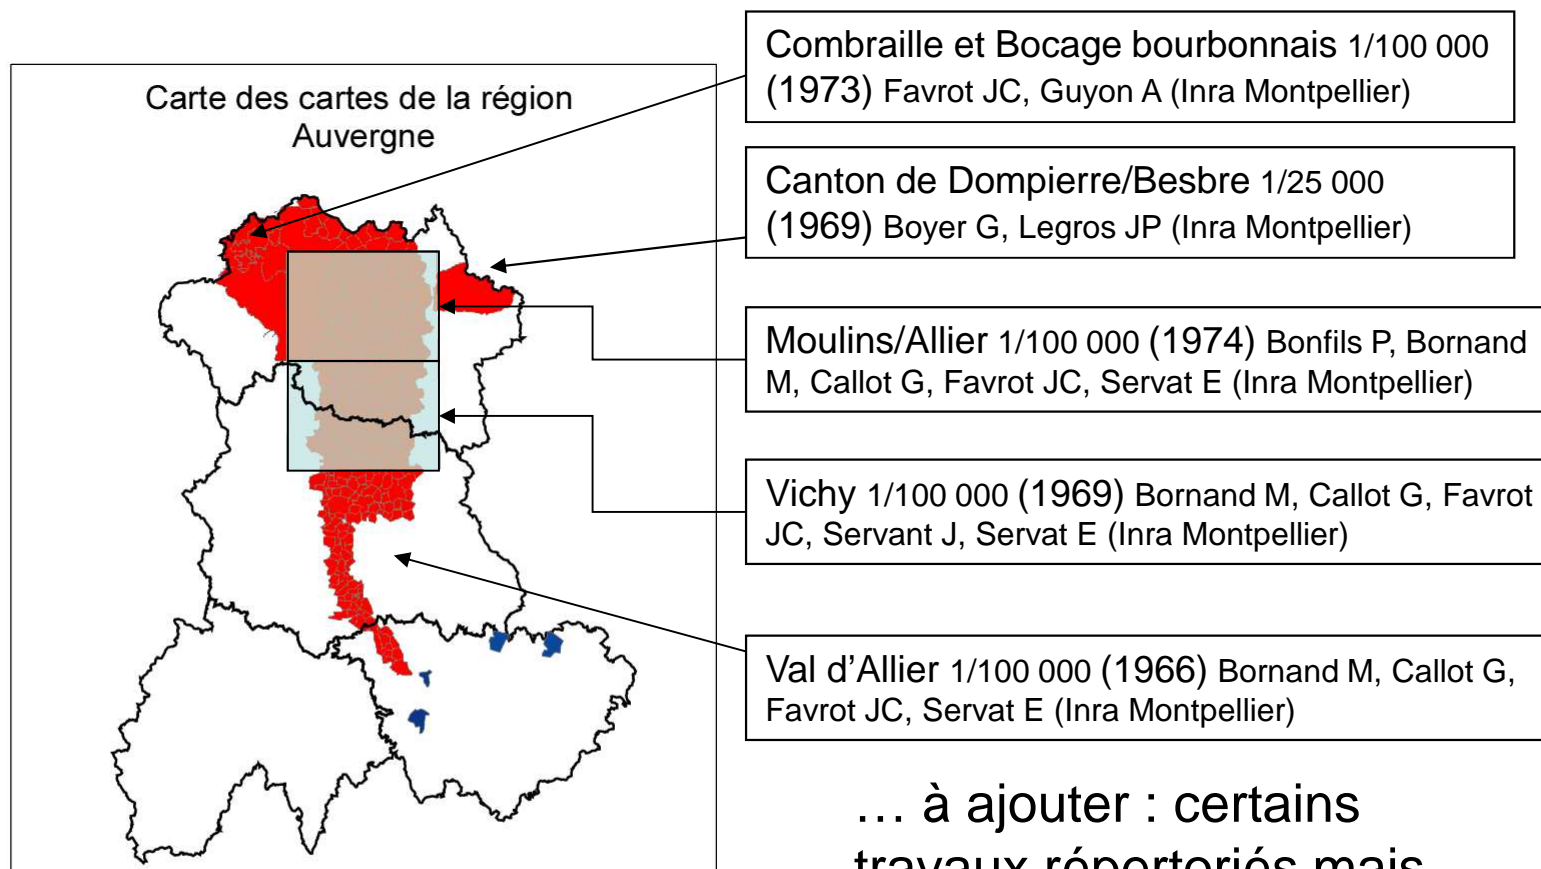 Carte des cartes de la région
Auvergne
Combraille et Bocage bourbonnais 1/100 000
(1973) Favrot JC, Guyon A (Inra Montpellier)
Canton de Dompierre/Besbre 1/25 000
(1969) Boyer G, Legros JP (Inra Montpellier)
Moulins/Allier 1/100 000 (1974) Bonfils P, Bornand
M, Callot G, Favrot JC, Servat E (Inra Montpellier)
Vichy 1/100 000 (1969) Bornand M, Callot G, Favrot
JC, Servant J, Servat E (Inra Montpellier)
Val d’Allier 1/100 000 (1966) Bornand M, Callot G,
Favrot JC, Servat E (Inra Montpellier)
… à ajouter : certains
travaux répertoriés mais